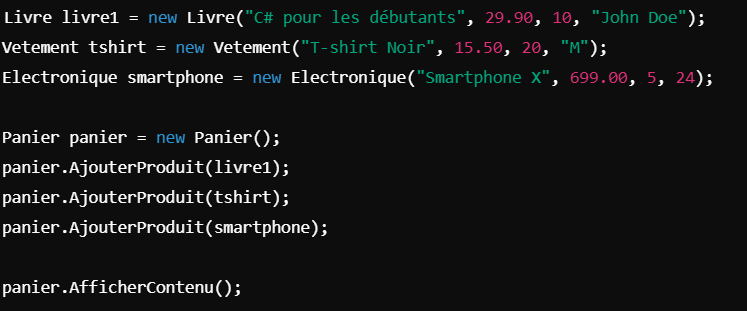 Livre livre1 = new Livre("C# pour les débutants", 29.90, 10, "John Doe");
Vetement tshirt = new Vetement("T-shirt Noir", 15.50, 20, "M");
Electronique smartphone = new Electronique("Smartphone X", 699.00, 5, 24);
Panier panier = new Panier();
panier.AjouterProduit(livre1);
panier.AjouterProduit(tshirt);
panier.AjouterProduit(smartphone);
panier.AfficherContenu();